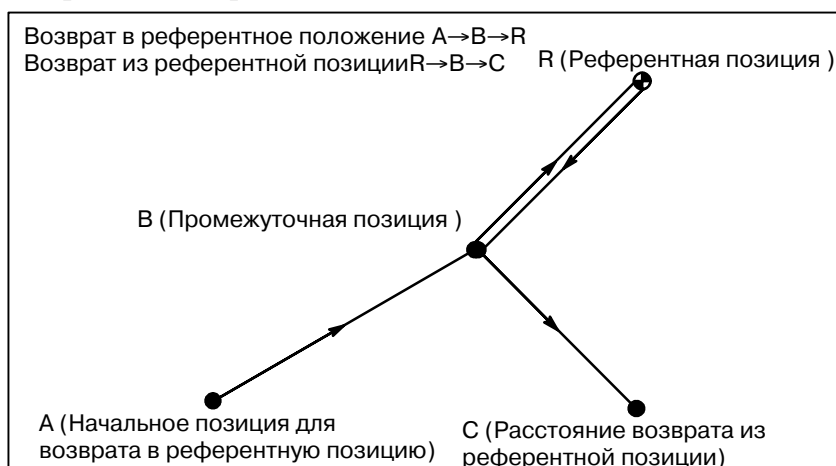 Возврат в референтное положение A→B→R
Возврат из референтной позицииR→B→C
R (Референтная позиция )
B (Промежуточная позиция )
A (Начальное позиция для
возврата в референтную позицию)
C (Расстояние возврата из
референтной позиции)